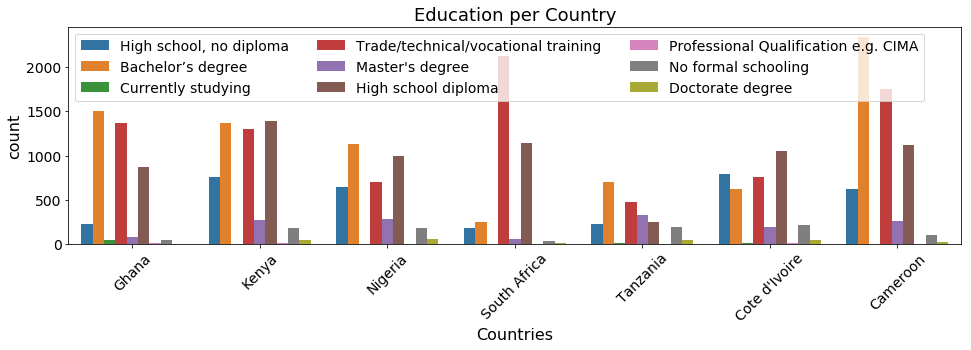 Education per Country
High school, no diploma
Bachelor’s degree
Currently studying
Trade/technical/vocational training
Master's degree
High school diploma
Professional Qualification e.g. CIMA
No formal schooling
Doctorate degree
count
2000
1500
1000
500
0
Ghana
Kenya
Nigeria
South Africa
Tanzania
Cote d'Ivoire
Cameroon
Countries